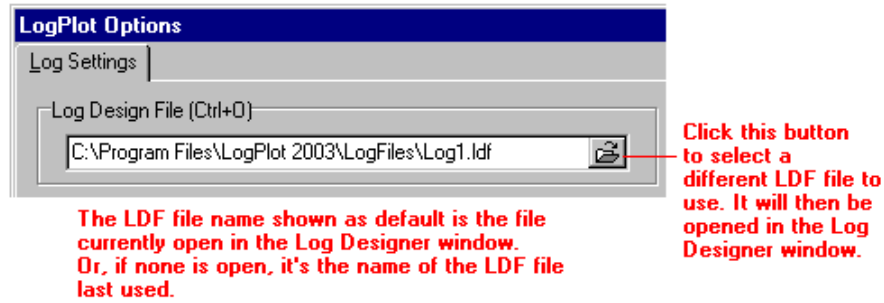 LogPlot Options
Log Settings
Log Design File (Ctrl+O)
C:\Program Files\LogPlot 2003\LogFiles\Log1.ldf
Click this button
to select a
different LDF file to
use. It will then be
opened in the Log
Designer window.
The LDF file name shown as default is the file
currently open in the Log Designer window.
Or, if none is open, it's the name of the LDF file
last used.